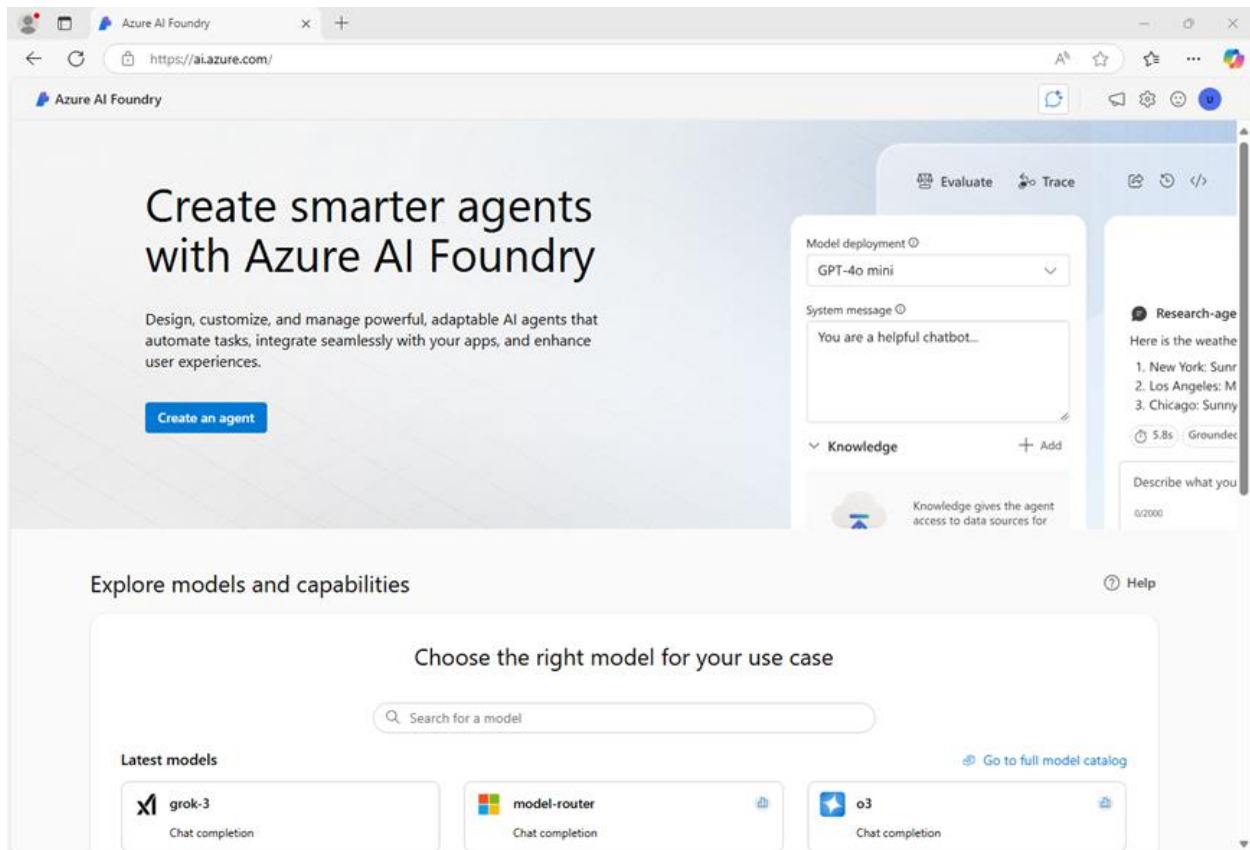 Azure AI Foundry
https://ai.azure.com/
Azure AI Foundry
U
Create smarter agents
with Azure AI Foundry
Design, customize, and manage powerful, adaptable AI agents that
automate tasks, integrate seamlessly with your apps, and enhance
user experiences.
Create an agent
Evaluate
Trace
Model deployment
GPT-4o mini
System message
You are a helpful chatbot...
Knowledge
Add
Knowledge gives the agent
access to data sources for
Research-age
Here is the weathe
1. New York: Sunr
2. Los Angeles: M
3. Chicago: Sunny
5.8s Grounded
Describe what you
0/2000
Explore models and capabilities
Help
Choose the right model for your use case
Search for a model
Latest models
Go to full model catalog
grok-3
Chat completion
model-router
Chat completion
o3
Chat completion